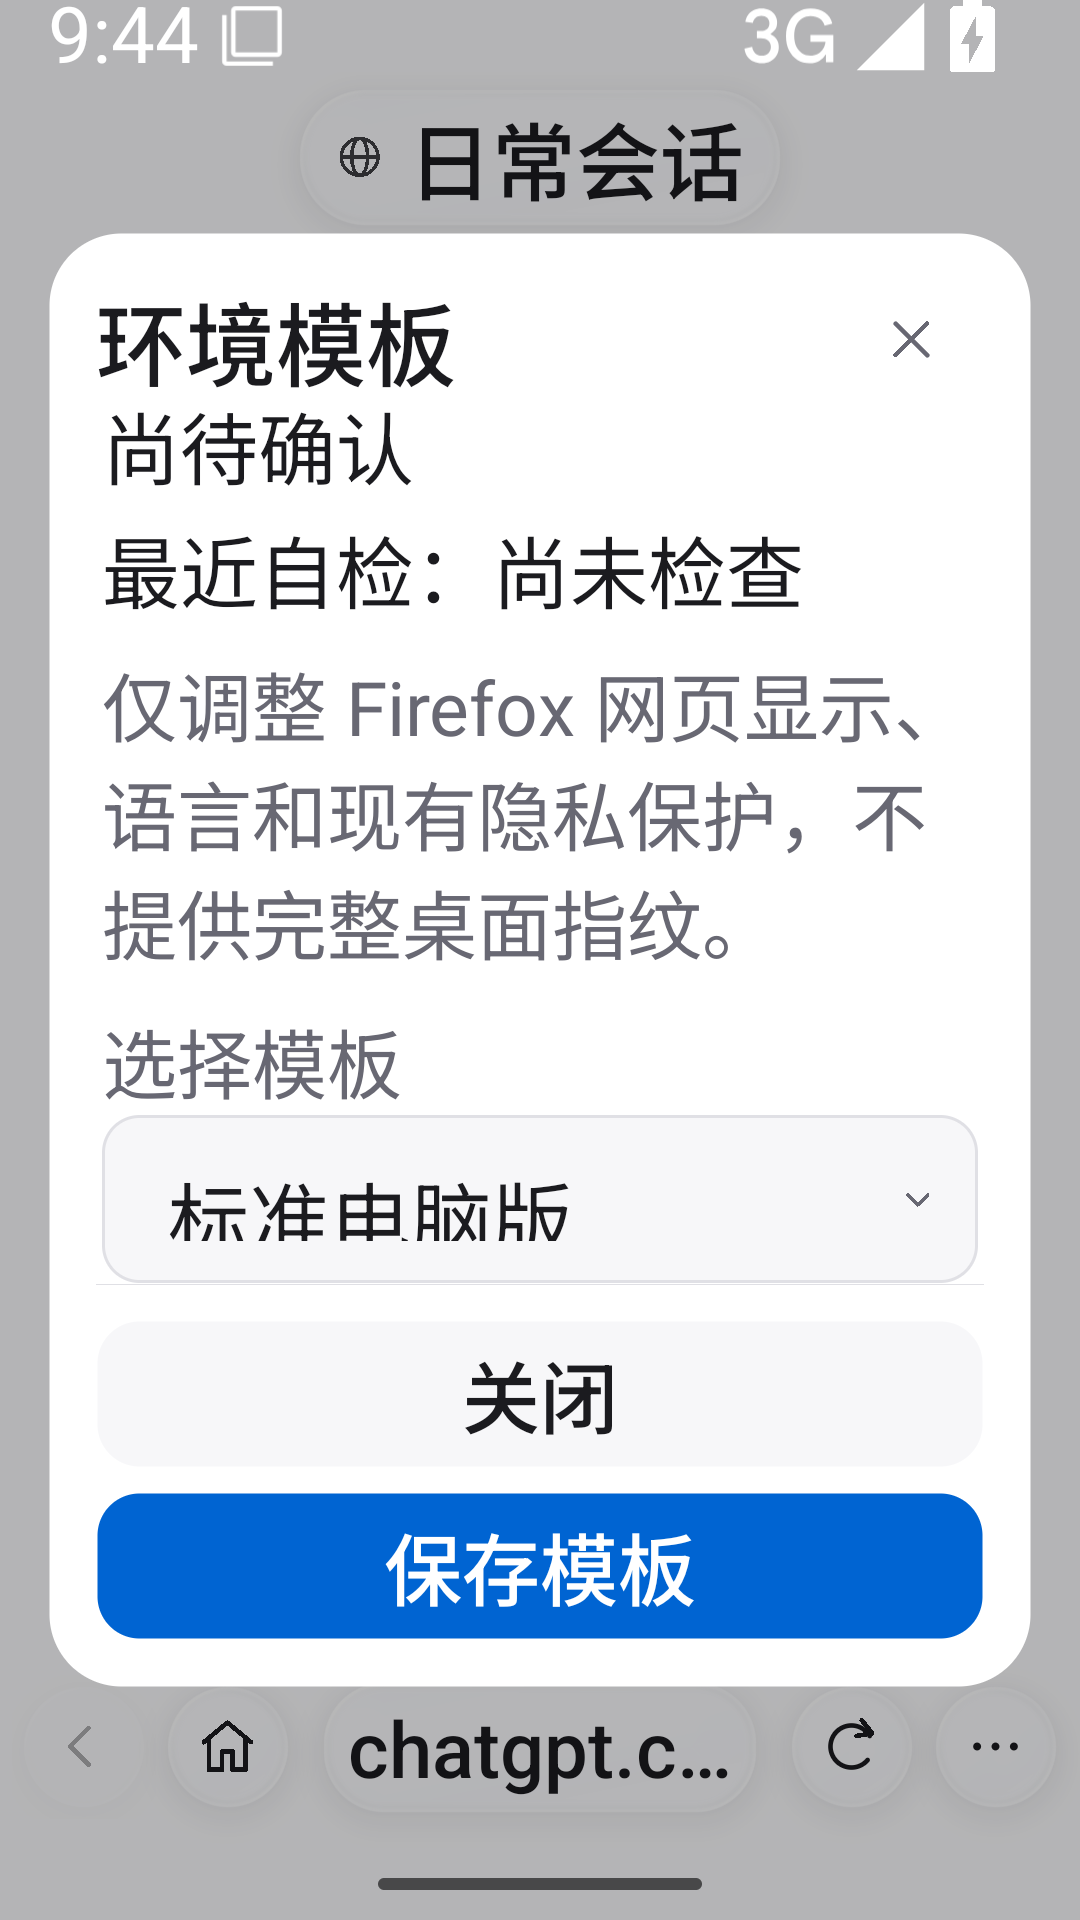 9:44
3G
日常会话
环境模板
尚待确认
最近自检：尚未检查
仅调整 Firefox 网页显示、
语言和现有隐私保护，不
提供完整桌面指纹。
选择模板
标准电脑版
关闭
保存模板
chatgpt.c...